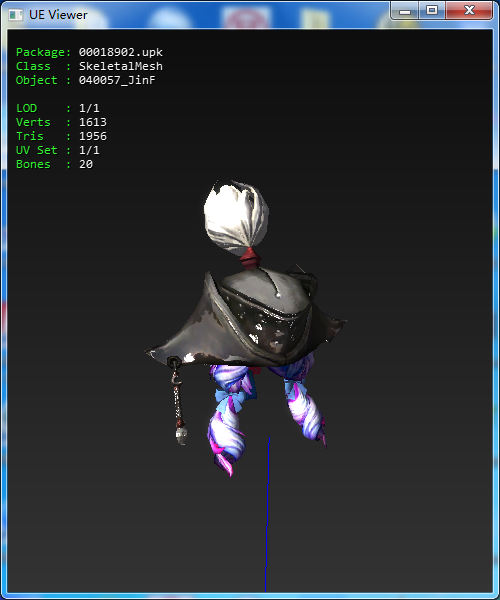 UE Viewer
Package: 00018902.upk
Class  : SkeletalMesh
Object : 040057_JinF
LOD    : 1/1
Verts  : 1613
Tris   : 1956
UV Set : 1/1
Bones  : 20